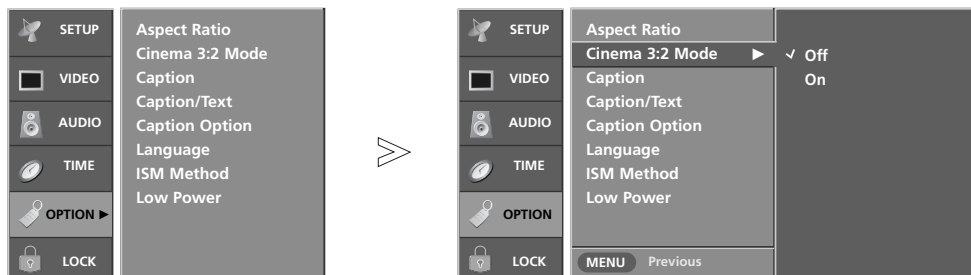 SETUP
VIDEO
AUDIO
TIME
OPTION ►
LOCK
Aspect Ratio
Cinema 3:2 Mode
Caption
Caption/Text
Caption Option
Language
ISM Method
Low Power
SETUP
VIDEO
AUDIO
TIME
OPTION
LOCK
Aspect Ratio
Cinema 3:2 Mode ►
Caption
Caption/Text
Caption Option
Language
ISM Method
Low Power
MENU Previous
✓ Off
On